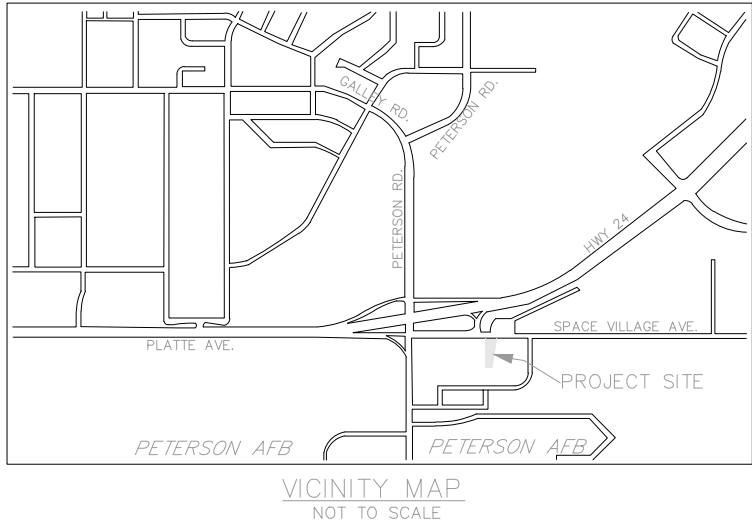 GALLEY RD.
PETERSON RD.
PETERSON RD.
HWY 24
SPACE VILLAGE AVE.
PLATTE AVE.
PROJECT SITE
PETERSON AFB
PETERSON AFB
VICINITY MAP
NOT TO SCALE